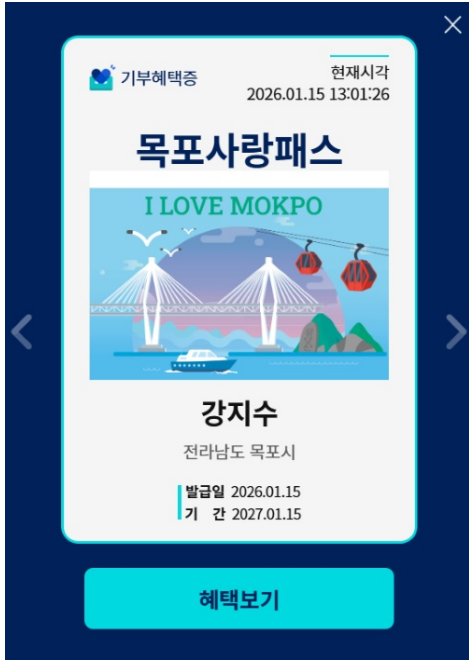 기부혜택증
현재시각
2026.01.15 13:01:26
목포사랑패스
I LOVE MOKPO
강지수
전라남도 목포시
발급일 2026.01.15
기 간 2027.01.15
혜택보기